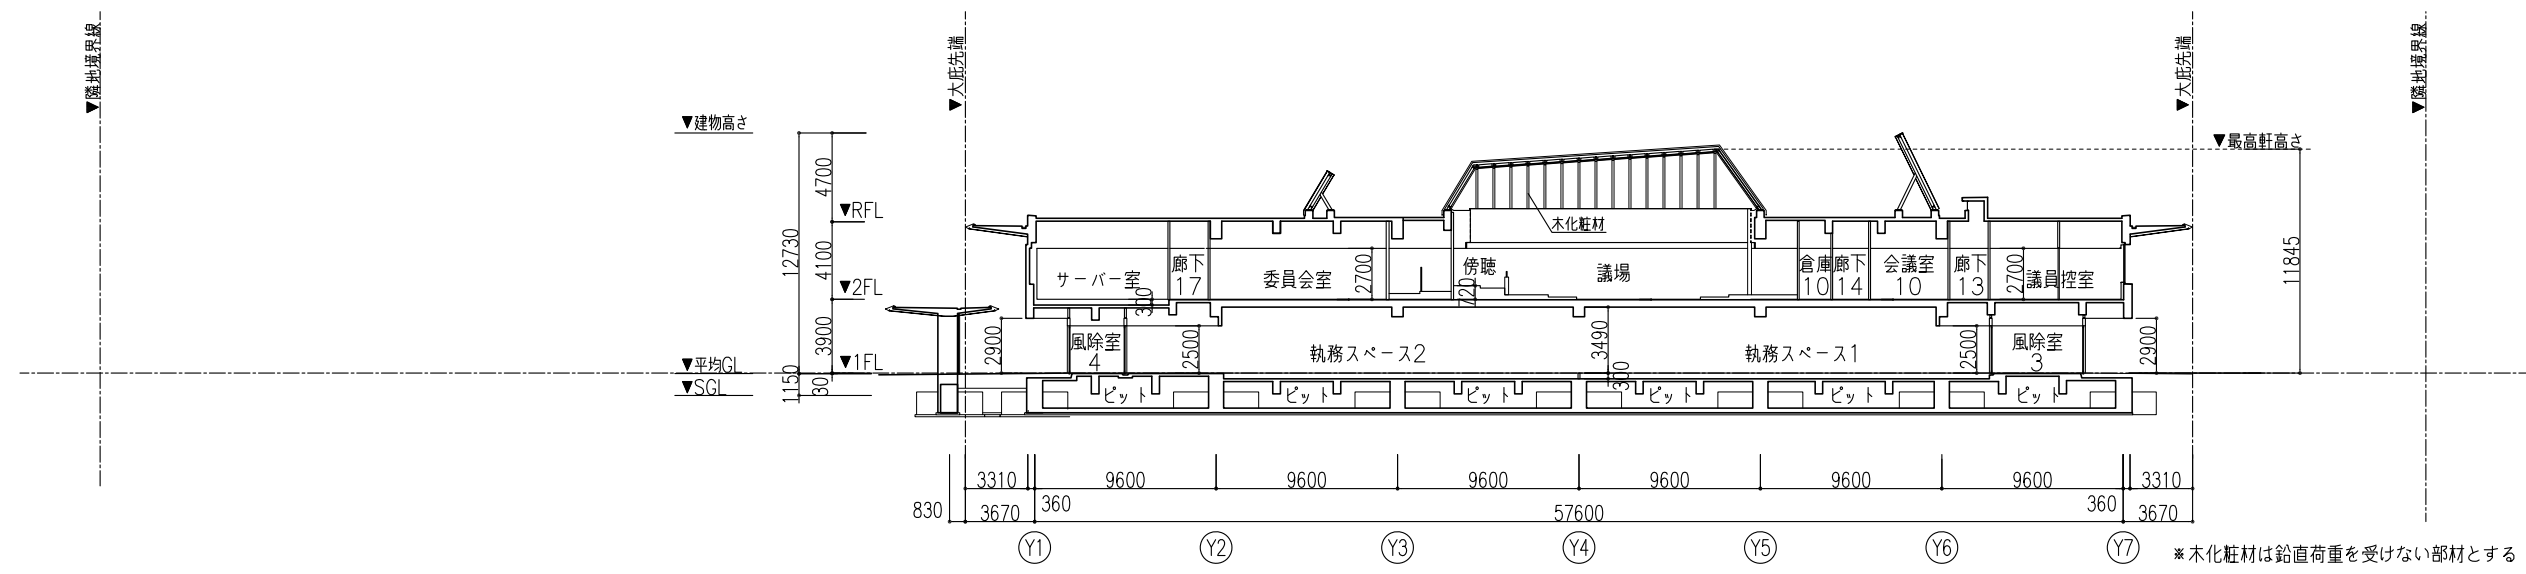 ▼隣地境界線
▼大庇先端
▼大庇先端
▼隣地境界線
▼建物高さ
▼最高軒高さ
4700
▼RFL
12730
4100
▼2FL
3900
▼平均GL
▼1FL
▼SGL
1150
30
11845
木化粧材
サーバー室
廊下
17
委員会室
2700
傍聴
720
議場
倉庫
10
廊下
14
会議室
10
廊下
13
2700
議員控室
300
2900
風除室
4
2500
執務スペース2
3490
300
執務スペース1
2500
風除室
3
2900
ピット
ピット
ピット
ピット
ピット
ピット
3310
9600
9600
9600
9600
9600
9600
3310
830
3670
360
57600
360
3670
Y1
Y2
Y3
Y4
Y5
Y6
Y7
※木化粧材は鉛直荷重を受けない部材とする